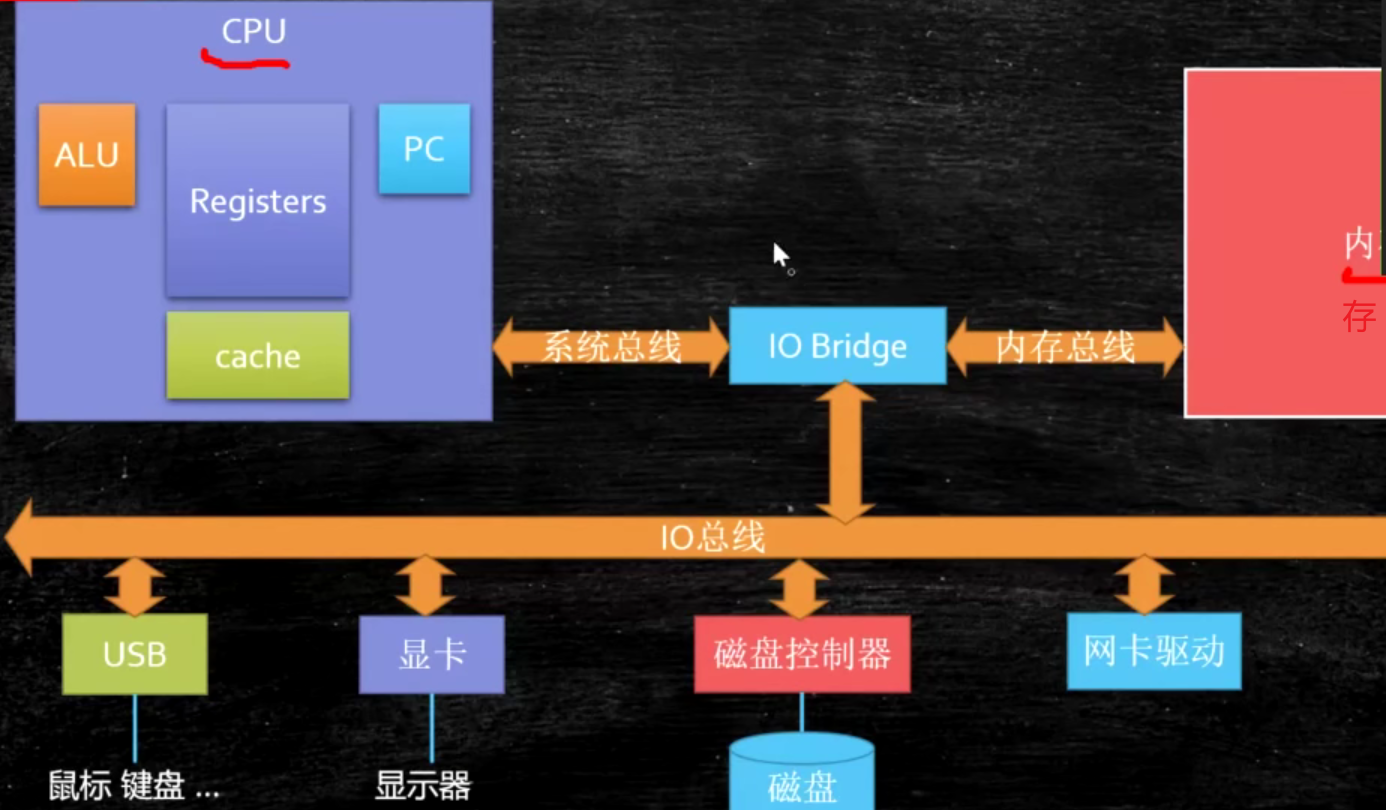 CPU
ALU
Registers
PC
cache
系统总线
IO Bridge
内存总线
内
存
IO总线
USB
显卡
磁盘控制器
网卡驱动
鼠标 键盘 ...
显示器
磁盘